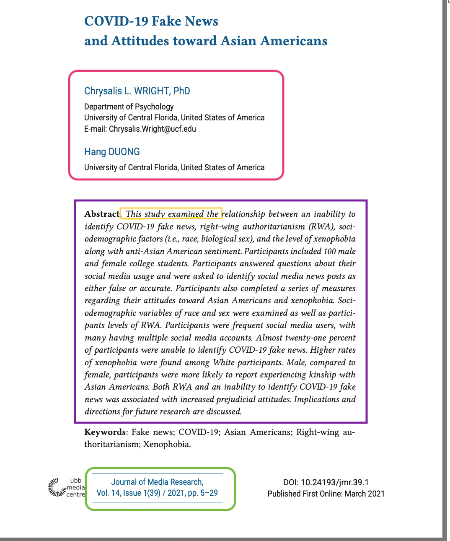 COVID-19 Fake News
and Attitudes toward Asian Americans
Chrysalis L. WRIGHT, PhD
Department of Psychology
University of Central Florida, United States of America
E-mail: Chrysalis.Wright@ucf.edu
Hang DUONG
University of Central Florida, United States of America
Abstract: This study examined the relationship between an inability to
identify COVID-19 fake news, right-wing authoritarianism (RWA), soci-
odemographic factors (i.e., race, biological sex), and the level of xenophobia
along with anti-Asian American sentiment. Participants included 100 male
and female college students. Participants answered questions about their
social media usage and were asked to identify social media news posts as
either false or accurate. Participants also completed a series of measures
regarding their attitudes toward Asian Americans and xenophobia. Soci-
odemographic variables of race and sex were examined as well as partici-
pants levels of RWA. Participants were frequent social media users, with
many having multiple social media accounts. Almost twenty-one percent
of participants were unable to identify COVID-19 fake news. Higher rates
of xenophobia were found among White participants. Male, compared to
female, participants were more likely to report experiencing kinship with
Asian Americans. Both RWA and an inability to identify COVID-19 fake
news was associated with increased prejudicial attitudes. Implications and
directions for future research are discussed.
Keywords: Fake news; COVID-19; Asian Americans; Right-wing au-
thoritarianism; Xenophobia.
ubb
media
centre
Journal of Media Research,
Vol. 14, Issue 1(39) / 2021, pp. 5–29
DOI: 10.24193/jmr.39.1
Published First Online: March 2021